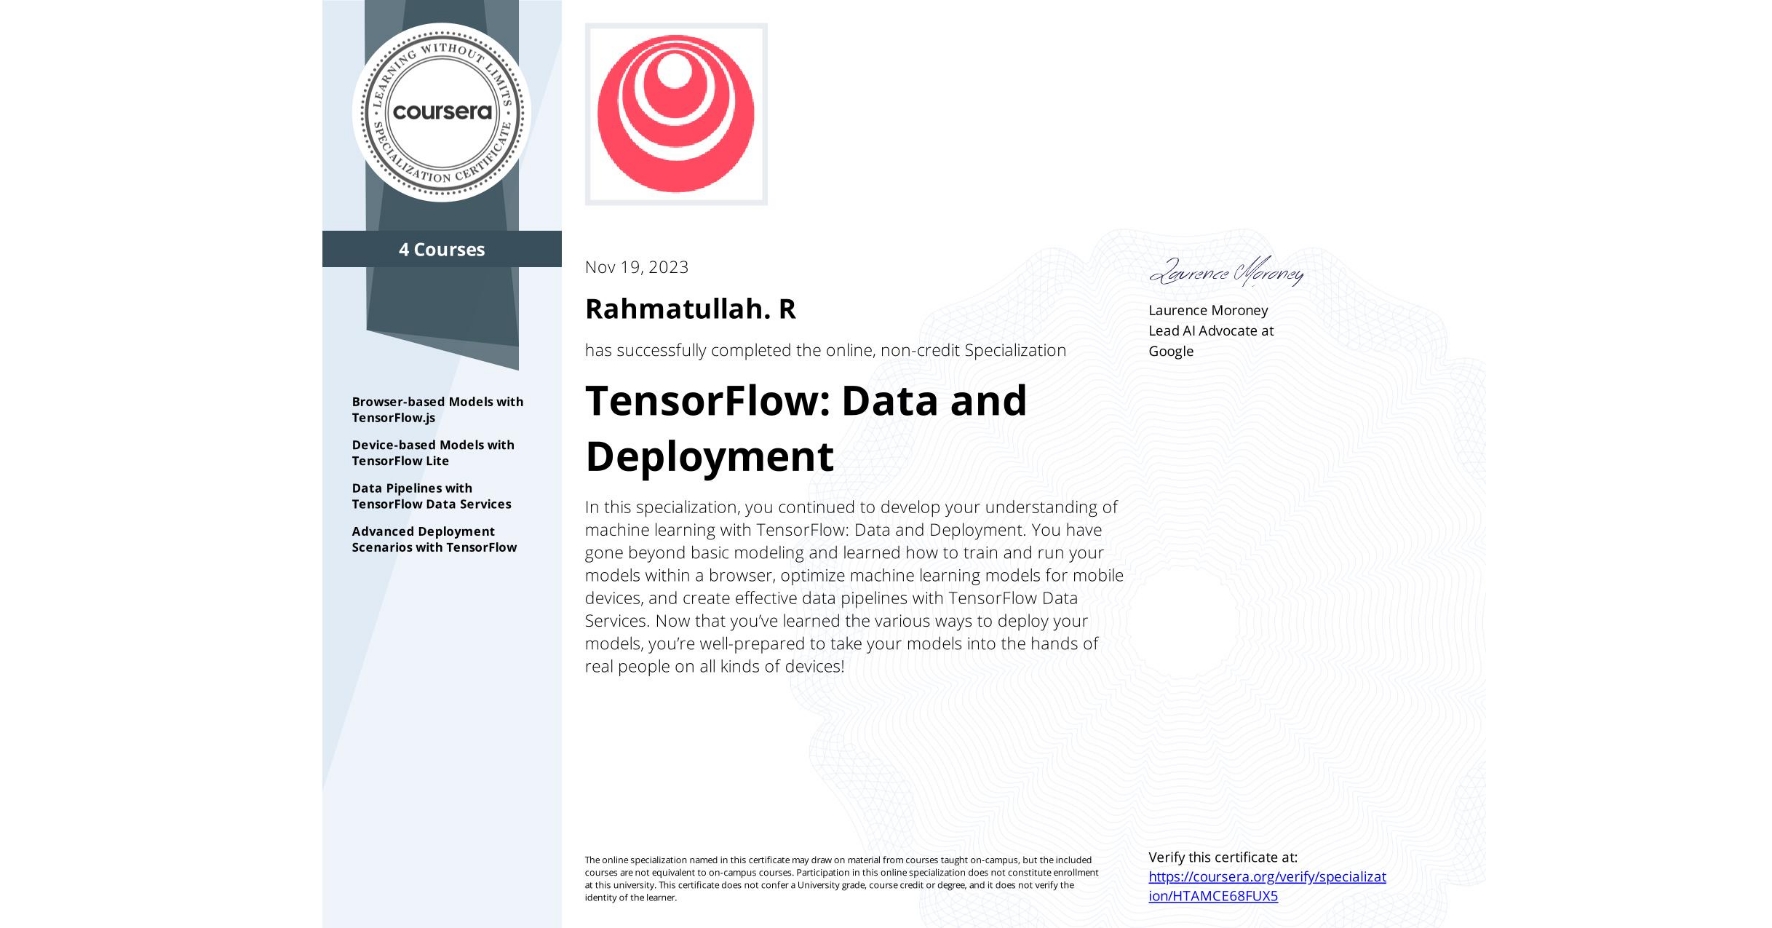 LEARNING WITHOUT LIMITS
coursera
SPECIALIZATION CERTIFICATE
4 Courses
Browser-based Models with
TensorFlow.js
Device-based Models with
TensorFlow Lite
Data Pipelines with
TensorFlow Data Services
Advanced Deployment
Scenarios with TensorFlow
Nov 19, 2023
Rahmatullah. R
has successfully completed the online, non-credit Specialization
TensorFlow: Data and
Deployment
In this specialization, you continued to develop your understanding of
machine learning with TensorFlow: Data and Deployment. You have
gone beyond basic modeling and learned how to train and run your
models within a browser, optimize machine learning models for mobile
devices, and create effective data pipelines with TensorFlow Data
Services. Now that you’ve learned the various ways to deploy your
models, you’re well-prepared to take your models into the hands of
real people on all kinds of devices!
Laurence Moroney
Laurence Moroney
Lead AI Advocate at
Google
The online specialization named in this certificate may draw on material from courses taught on-campus, but the included
courses are not equivalent to on-campus courses. Participation in this online specialization does not constitute enrollment
at this university. This certificate does not confer a University grade, course credit or degree, and it does not verify the
identity of the learner.
Verify this certificate at:
https://coursera.org/verify/specializat
ion/HTAMCE68FUX5